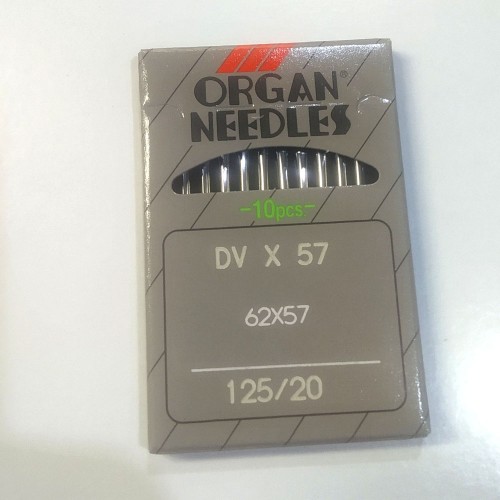 ORGAN®
NEEDLES
-10pcs.-
DV X 57
62X57
125/20